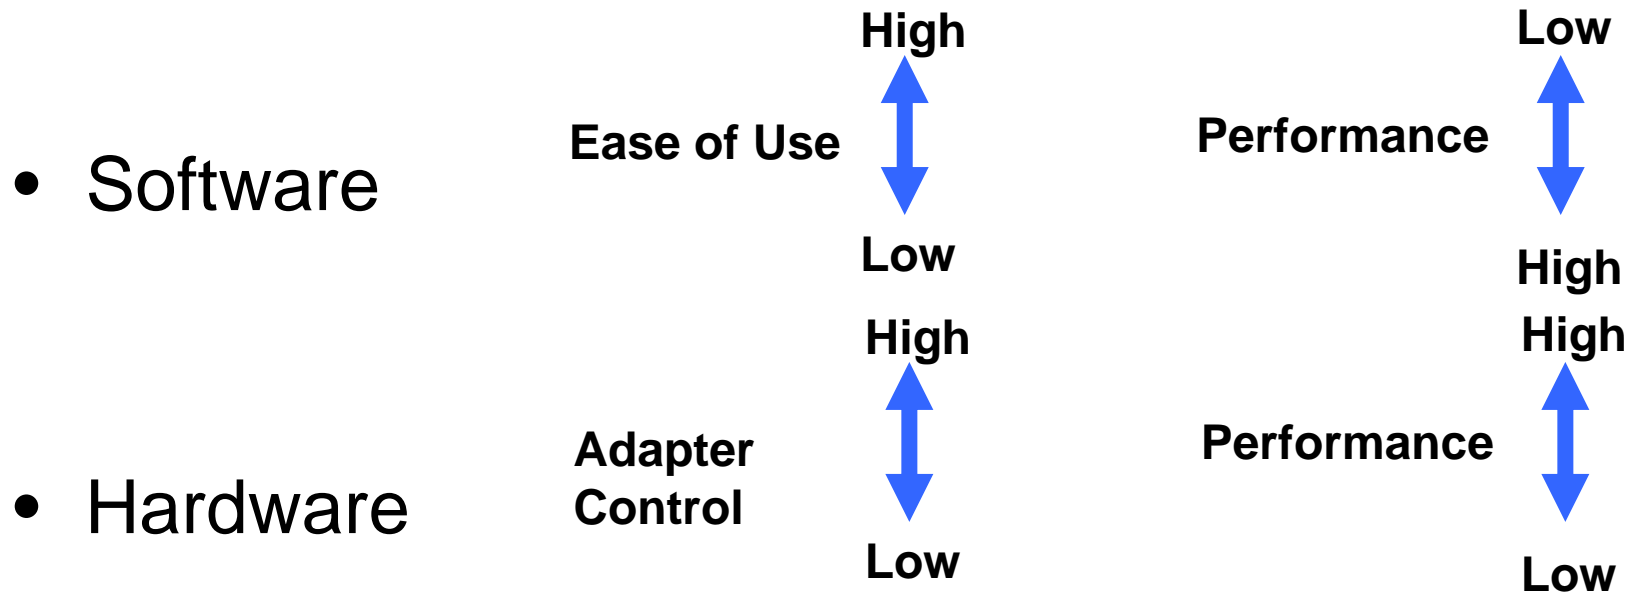 High
Low
Ease of Use
Performance
• Software
Low
High
High
High
Adapter
Control
Performance
• Hardware
Low
Low